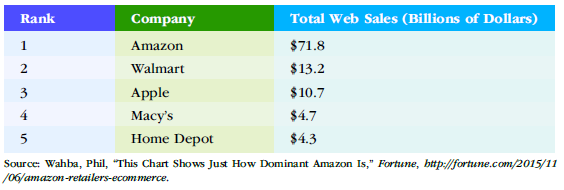 Rank Company Total Web Sales (Billions of Dollars)
1 Amazon $71.8
2 Walmart $13.2
3 Apple $10.7
4 Macy's $4.7
5 Home Depot $4.3
Source: Wahba, Phil, “This Chart Shows Just How Dominant Amazon Is,” Fortune, http://fortune.com/2015/11
/06/amazon-retailers-ecommerce.